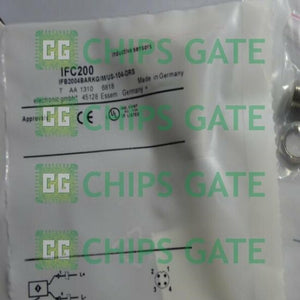 inductive sensors
IFC200
IFB2004BARKG/M/US-104-DRS
T AA 1310 6818
Made in Germany
electronic gmbh 45128 Essen Germany
CHIPS GATE
CHIPS GATE
CHIPS GATE
CHIPS GATE
L+
L-